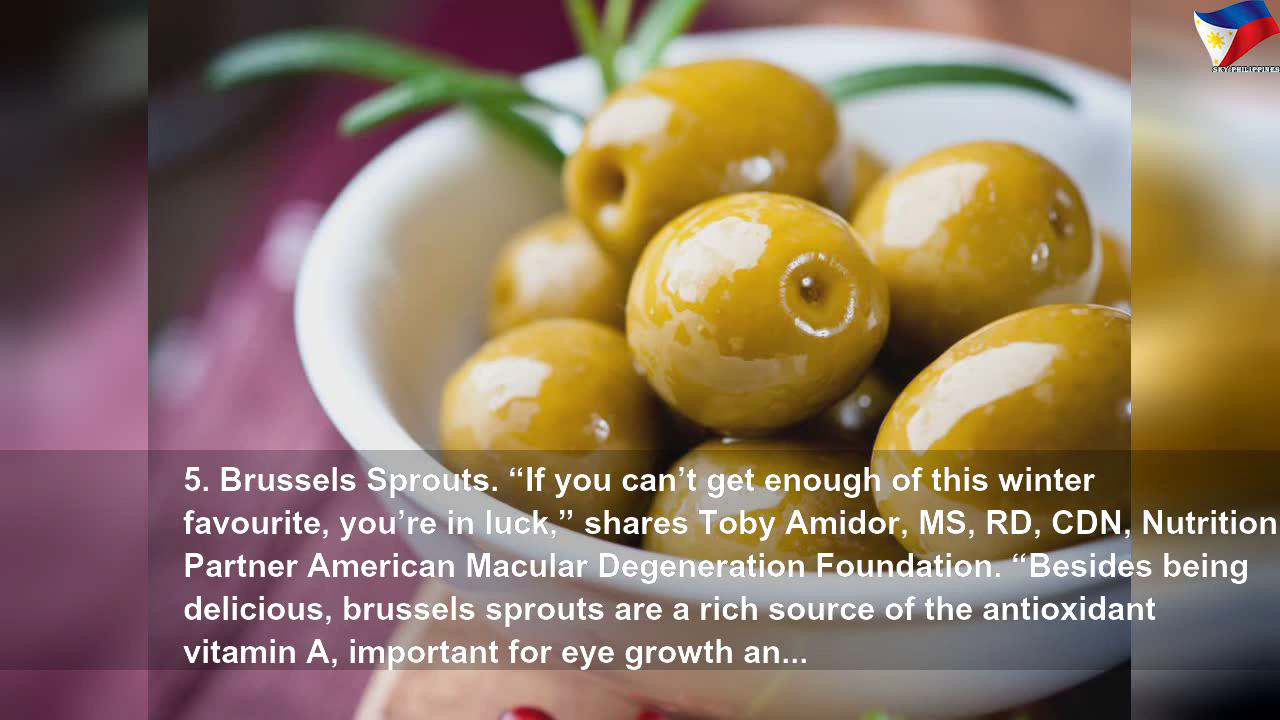 SKY PHILIPPINES
5. Brussels Sprouts. “If you can’t get enough of this winter
favourite, you’re in luck,” shares Toby Amidor, MS, RD, CDN, Nutrition
Partner American Macular Degeneration Foundation. “Besides being
delicious, brussels sprouts are a rich source of the antioxidant
vitamin A, important for eye growth an...